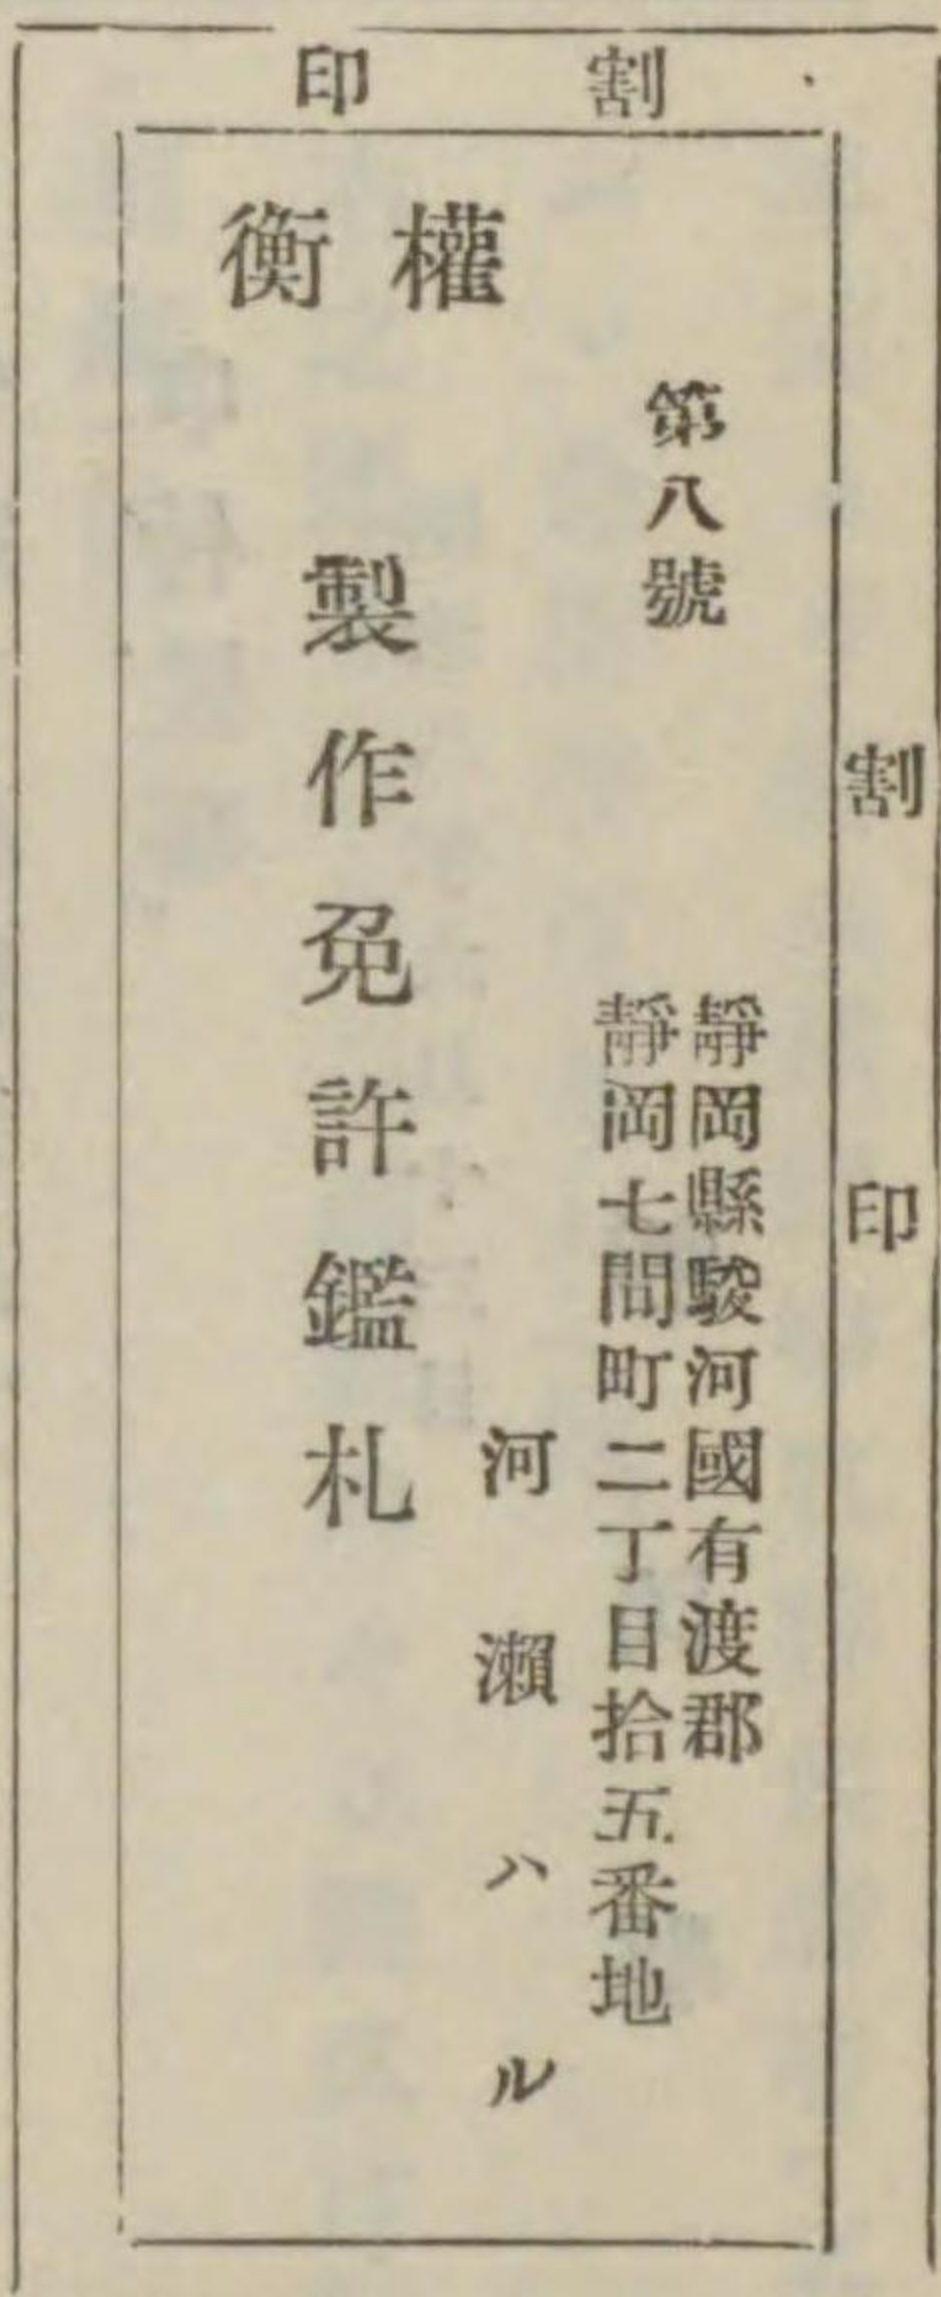 割印
割印
第八號
靜岡縣駿河國有渡郡
靜岡七間町二丁目拾五番地
河瀨ハル
權衡
製作免許鑑札